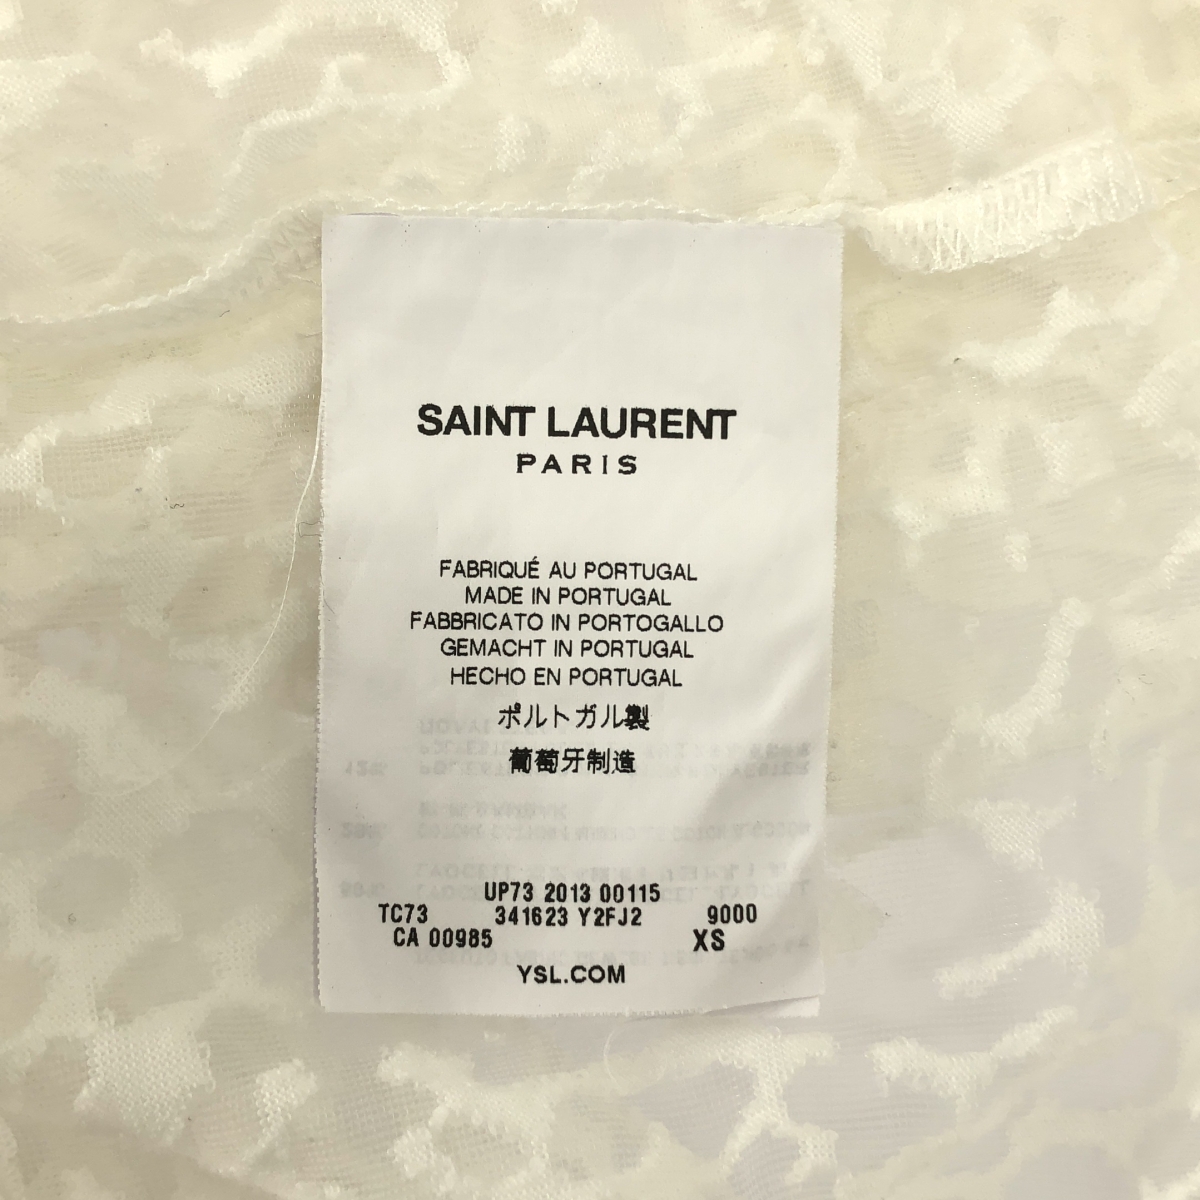 SAINT LAURENT
PARIS
FABRIQUÉ AU PORTUGAL
MADE IN PORTUGAL
FABBRICATO IN PORTOGALLO
GEMACHT IN PORTUGAL
HECHO EN PORTUGAL
ポルトガル製
葡萄牙制造
UP73 2013 00115
TC73 341623 Y2FJ2 9000
CA 00985 XS
YSL.COM